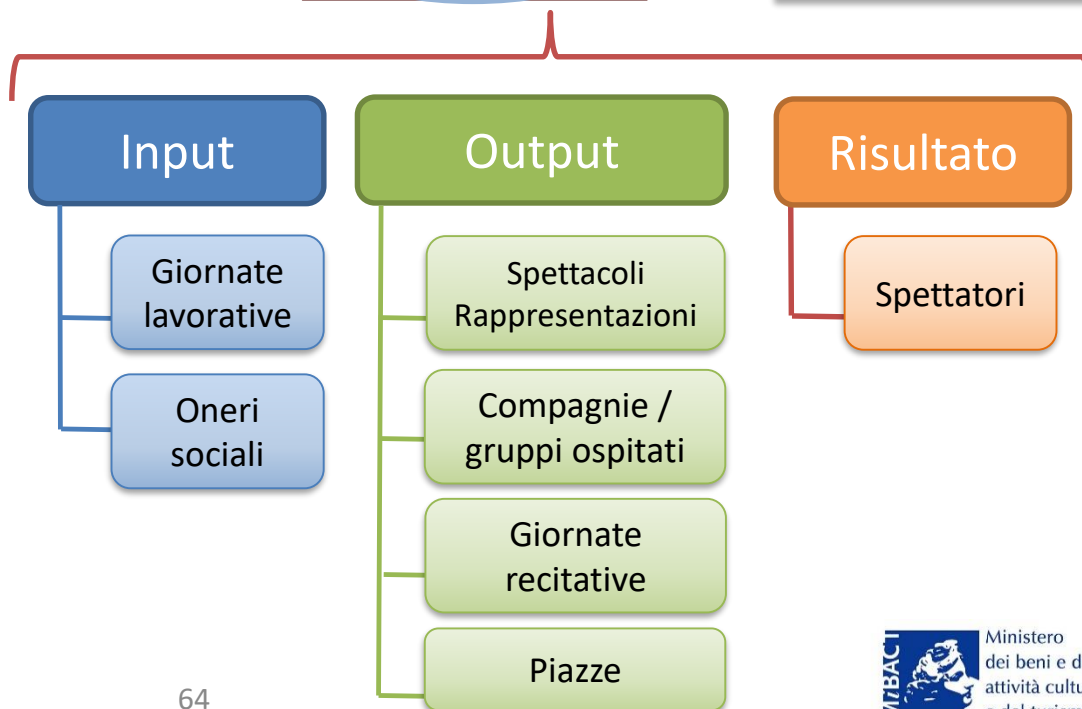 Input
Output
Risultato
Giornate
lavorative
Oneri
sociali
Spettacoli
Rappresentazioni
Compagnie /
gruppi ospitati
Giornate
recitative
Piazze
Spettatori
64
MiBACT
Ministero
dei beni e d
attività cultu